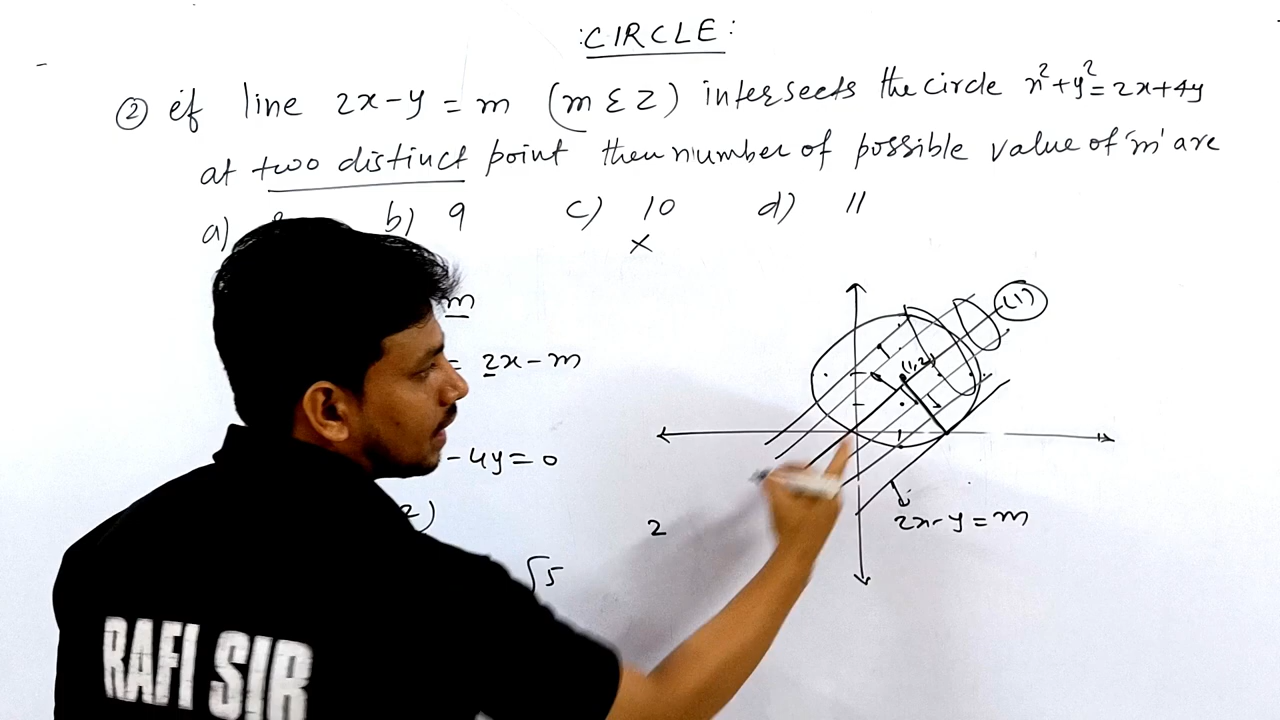 :CIRCLE:
② if line 2x-y = m (m ε Z) intersects the circle x²+y²=2x+4y
at two distinct point then number of possible value of 'm' are
a) b) 9 c) 10 d) 11
×
m
= 2x-m
-4y=0
2)
√5
2
(1)
(1,2)
2x-y=m
RAFI SIR